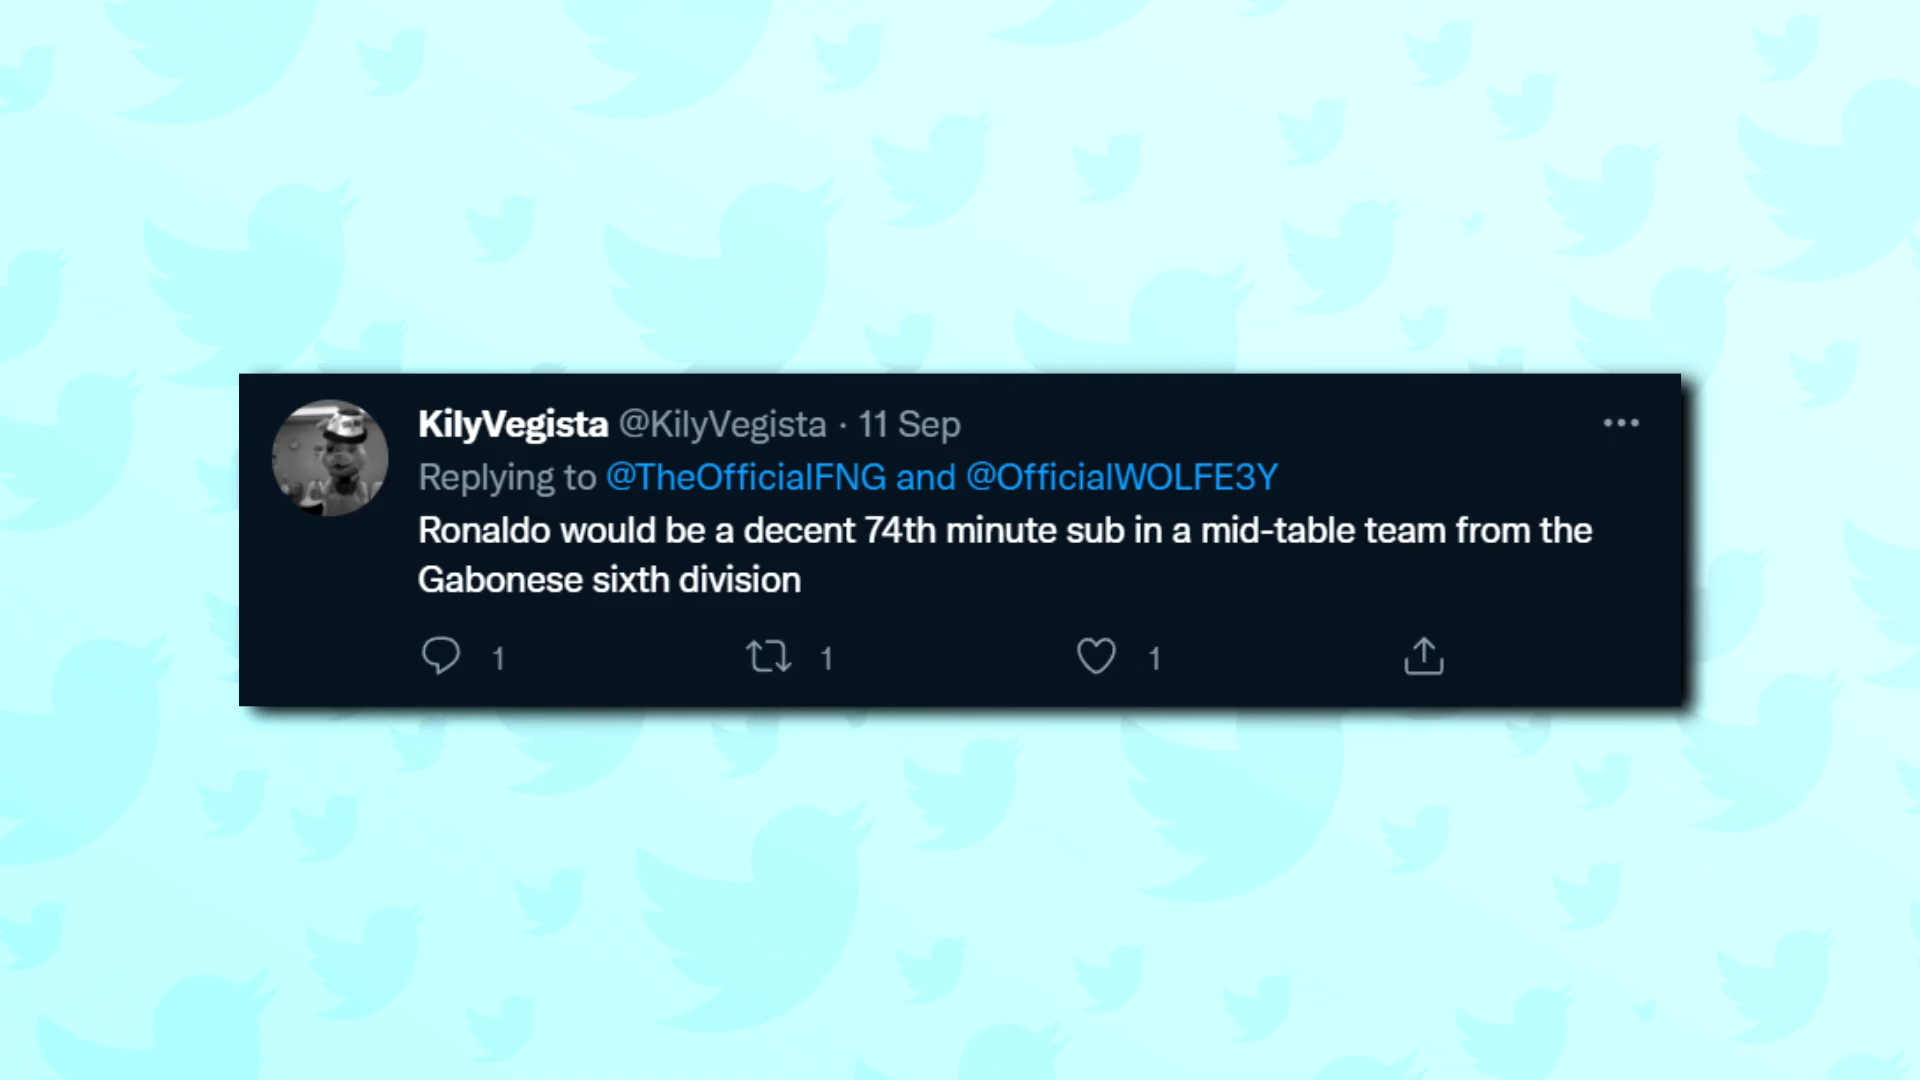 KilyVegista @KilyVegista · 11 Sep
Replying to @TheOfficialFNG and @OfficialWOLFE3Y
Ronaldo would be a decent 74th minute sub in a mid-table team from the
Gabonese sixth division
1 1 1